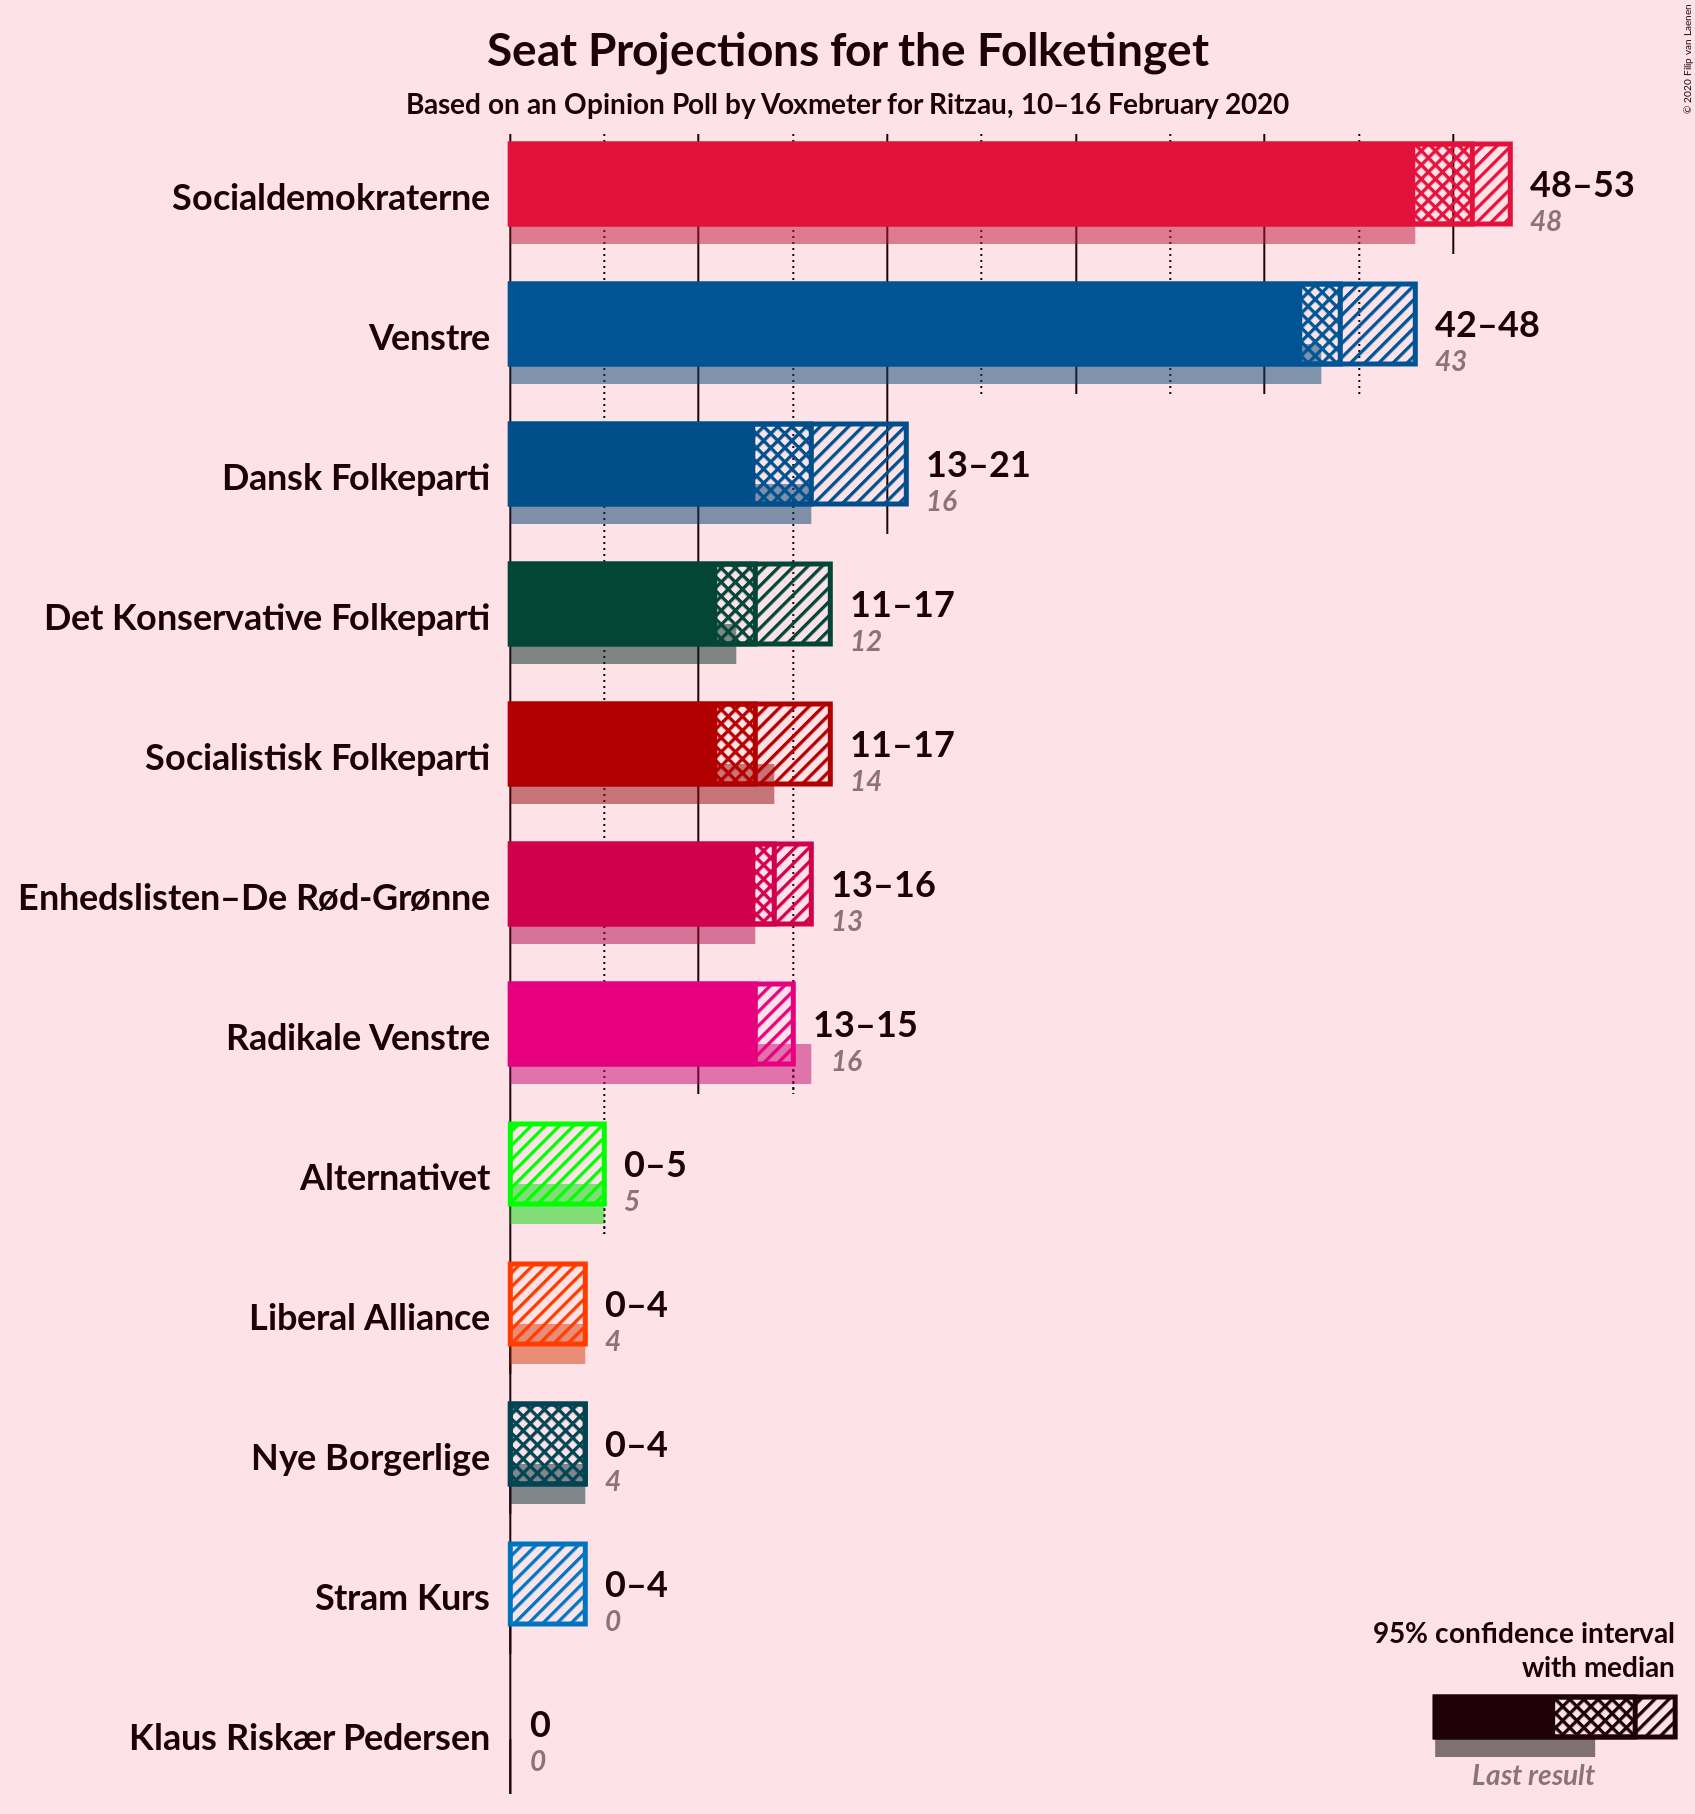 Seat Projections for the Folketinget
Based on an Opinion Poll by Voxmeter for Ritzau, 10–16 February 2020
© 2020 Filip van Laenen
Socialdemokraterne
48–53
48
Venstre
42–48
43
Dansk Folkeparti
13–21
16
Det Konservative Folkeparti
11–17
12
Socialistisk Folkeparti
11–17
14
Enhedslisten–De Rød-Grønne
13–16
13
Radikale Venstre
13–15
16
Alternativet
0–5
5
Liberal Alliance
0–4
4
Nye Borgerlige
0–4
4
Stram Kurs
0–4
0
Klaus Riskær Pedersen
0
0
95% confidence interval
with median
Last result